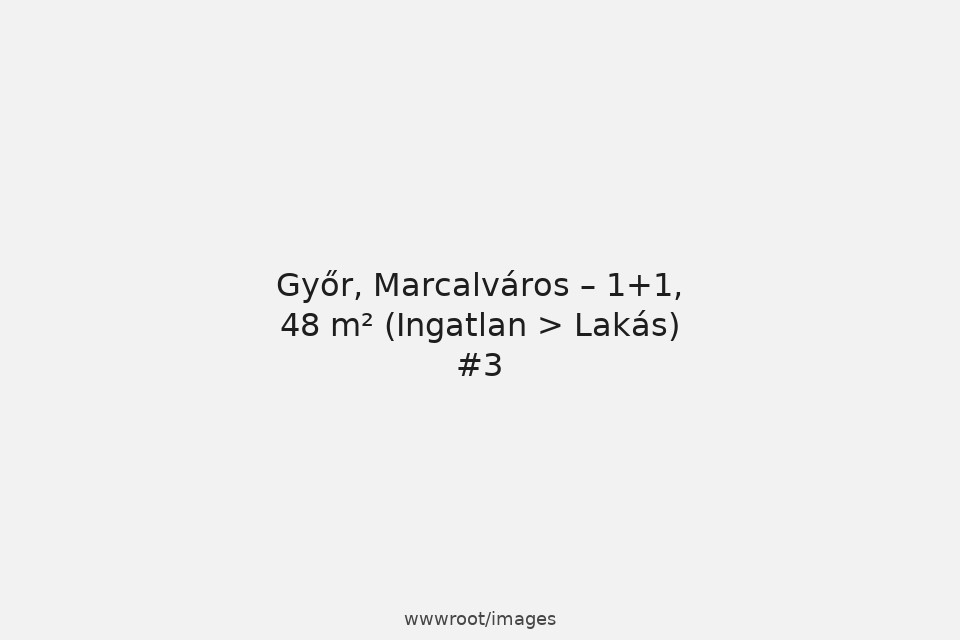 Győr, Marcalváros – 1+1,
48 m² (Ingatlan > Lakás)
#3
wwwroot/images